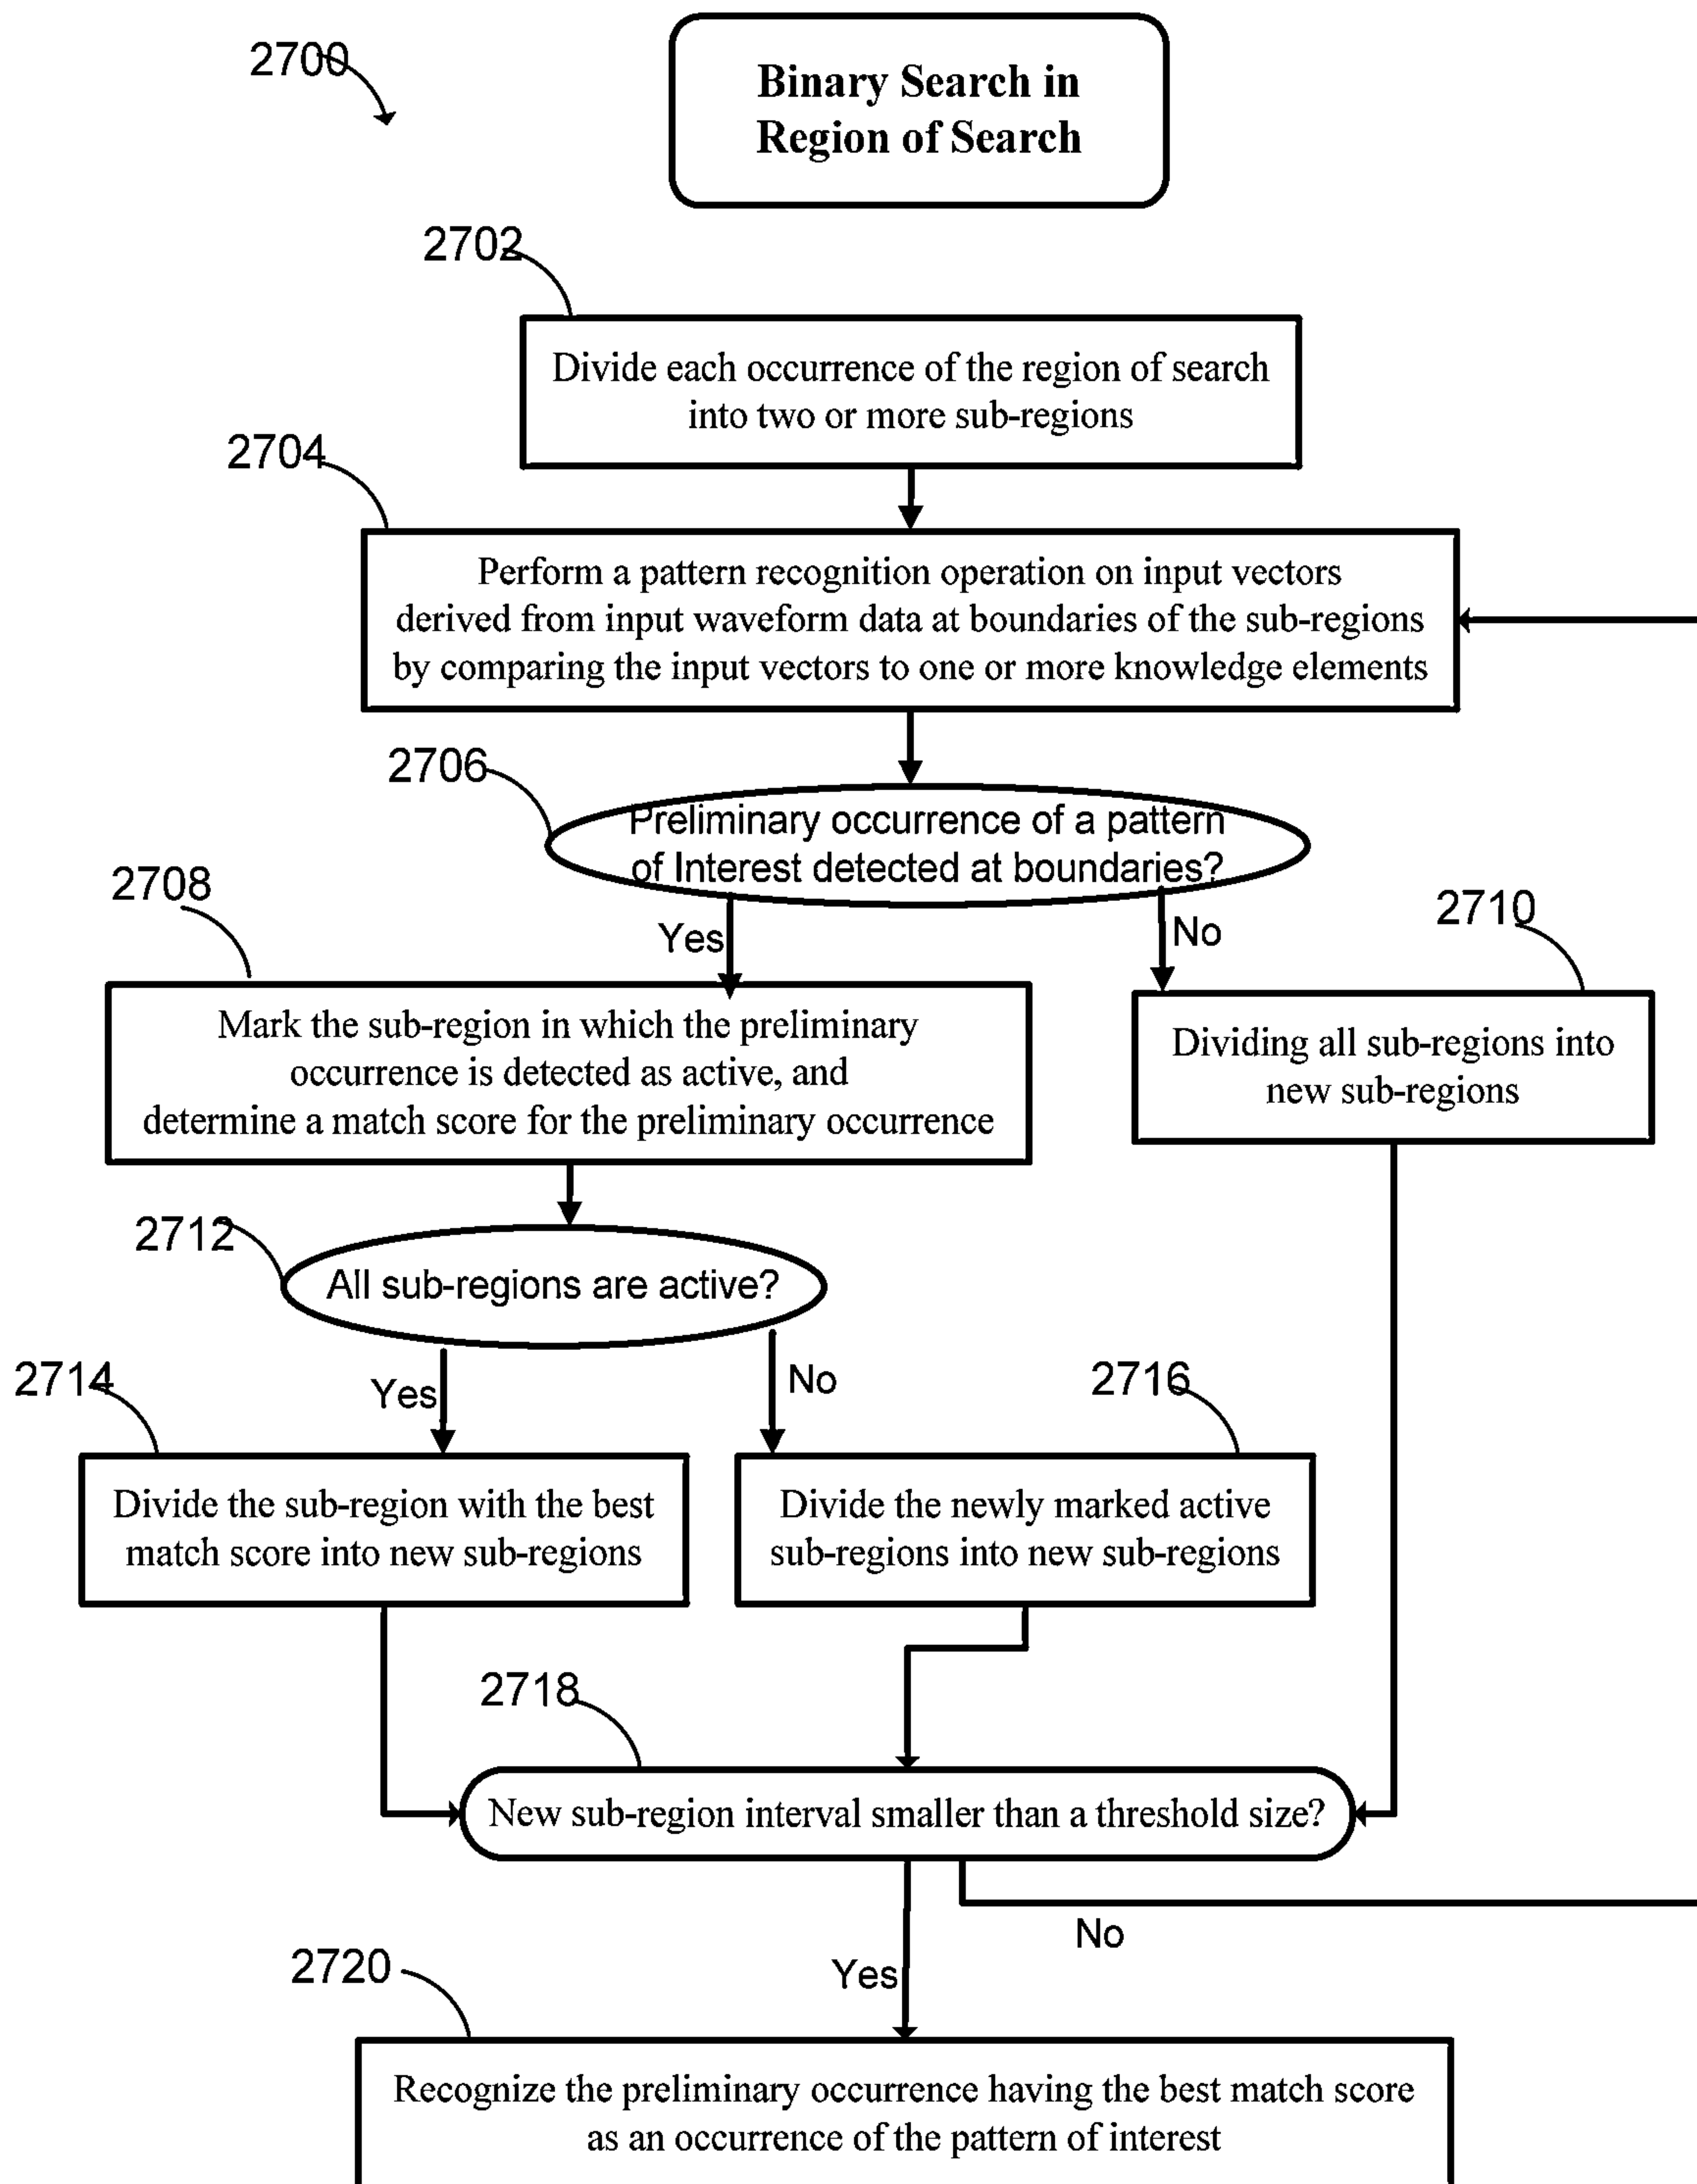 2700
Binary Search in
Region of Search
2702
Divide each occurrence of the region of search
into two or more sub-regions
2704
Perform a pattern recognition operation on input vectors
derived from input waveform data at boundaries of the sub-regions
by comparing the input vectors to one or more knowledge elements
2706
Preliminary occurrence of a pattern
of Interest detected at boundaries?
2708
Yes
No
2710
Mark the sub-region in which the preliminary
occurrence is detected as active, and
determine a match score for the preliminary occurrence
Dividing all sub-regions into
new sub-regions
2712
All sub-regions are active?
2714
Yes
No
2716
Divide the sub-region with the best
match score into new sub-regions
Divide the newly marked active
sub-regions into new sub-regions
2718
New sub-region interval smaller than a threshold size?
No
Yes
2720
Recognize the preliminary occurrence having the best match score
as an occurrence of the pattern of interest